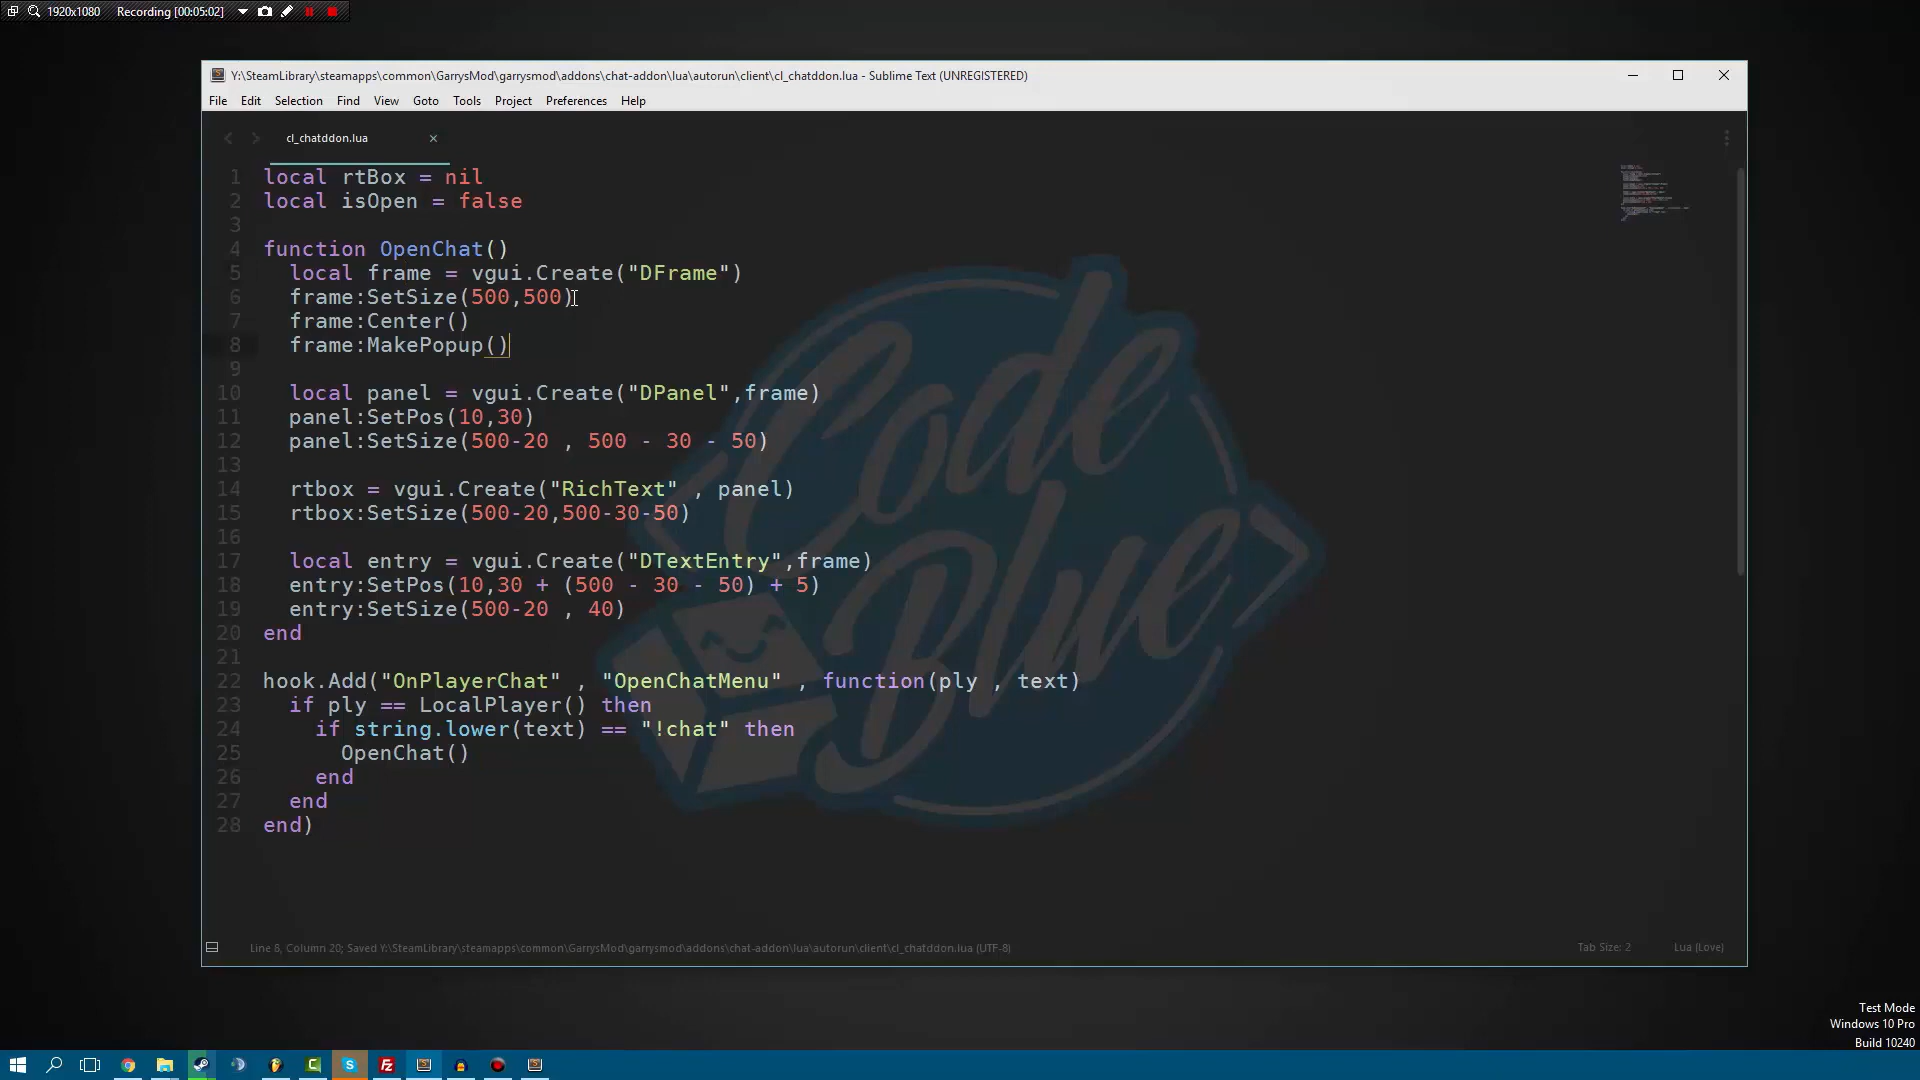 1920x1080 Recording [00:05:02]
Y:\SteamLibrary\steamapps\common\GarrysMod\garrysmod\addons\chat-addon\lua\autorun\client\cl_chatddon.lua - Sublime Text (UNREGISTERED)
File Edit Selection Find View Goto Tools Project Preferences Help
cl_chatddon.lua
1 local rtBox = nil
2 local isOpen = false
3
4 function OpenChat()
5 local frame = vgui.Create("DFrame")
6 frame:SetSize(500,500)
7 frame:Center()
8 frame:MakePopup()
9
10 local panel = vgui.Create("DPanel",frame)
11 panel:SetPos(10,30)
12 panel:SetSize(500-20 , 500 - 30 - 50)
13
14 rtbox = vgui.Create("RichText" , panel)
15 rtbox:SetSize(500-20,500-30-50)
16
17 local entry = vgui.Create("DTextEntry",frame)
18 entry:SetPos(10,30 + (500 - 30 - 50) + 5)
19 entry:SetSize(500-20 , 40)
20 end
21
22 hook.Add("OnPlayerChat" , "OpenChatMenu" , function(ply , text)
23 if ply == LocalPlayer() then
24 if string.lower(text) == "!chat" then
25 OpenChat()
26 end
27 end
28 end)
Code
Blue
Line 8, Column 20; Saved Y:\SteamLibrary\steamapps\common\GarrysMod\garrysmod\addons\chat-addon\lua\autorun\client\cl_chatddon.lua (UTF-8)
Tab Size: 2 Lua (Love)
Test Mode
Windows 10 Pro
Build 10240